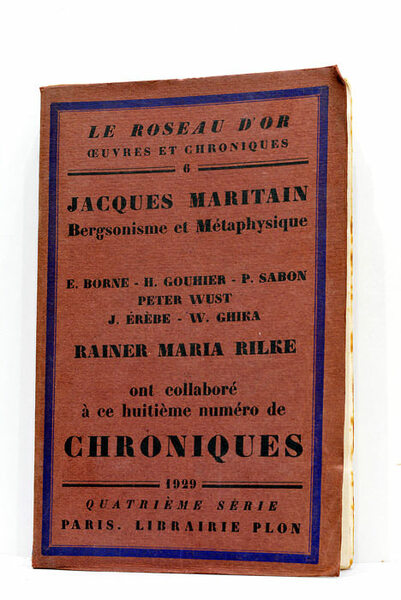 LE ROSEAU D'OR
ŒUVRES ET CHRONIQUES
6
JACQUES MARITAIN
Bergsonisme et Métaphysique
E. BORNE - H. GOUHIER - P. SABON
PETER WUST
J. ÉRÈBE - W. GHIKA
RAINER MARIA RILKE
ont collaboré
à ce huitième numéro de
CHRONIQUES
1929
QUATRIÈME SÉRIE
PARIS. LIBRAIRIE PLON